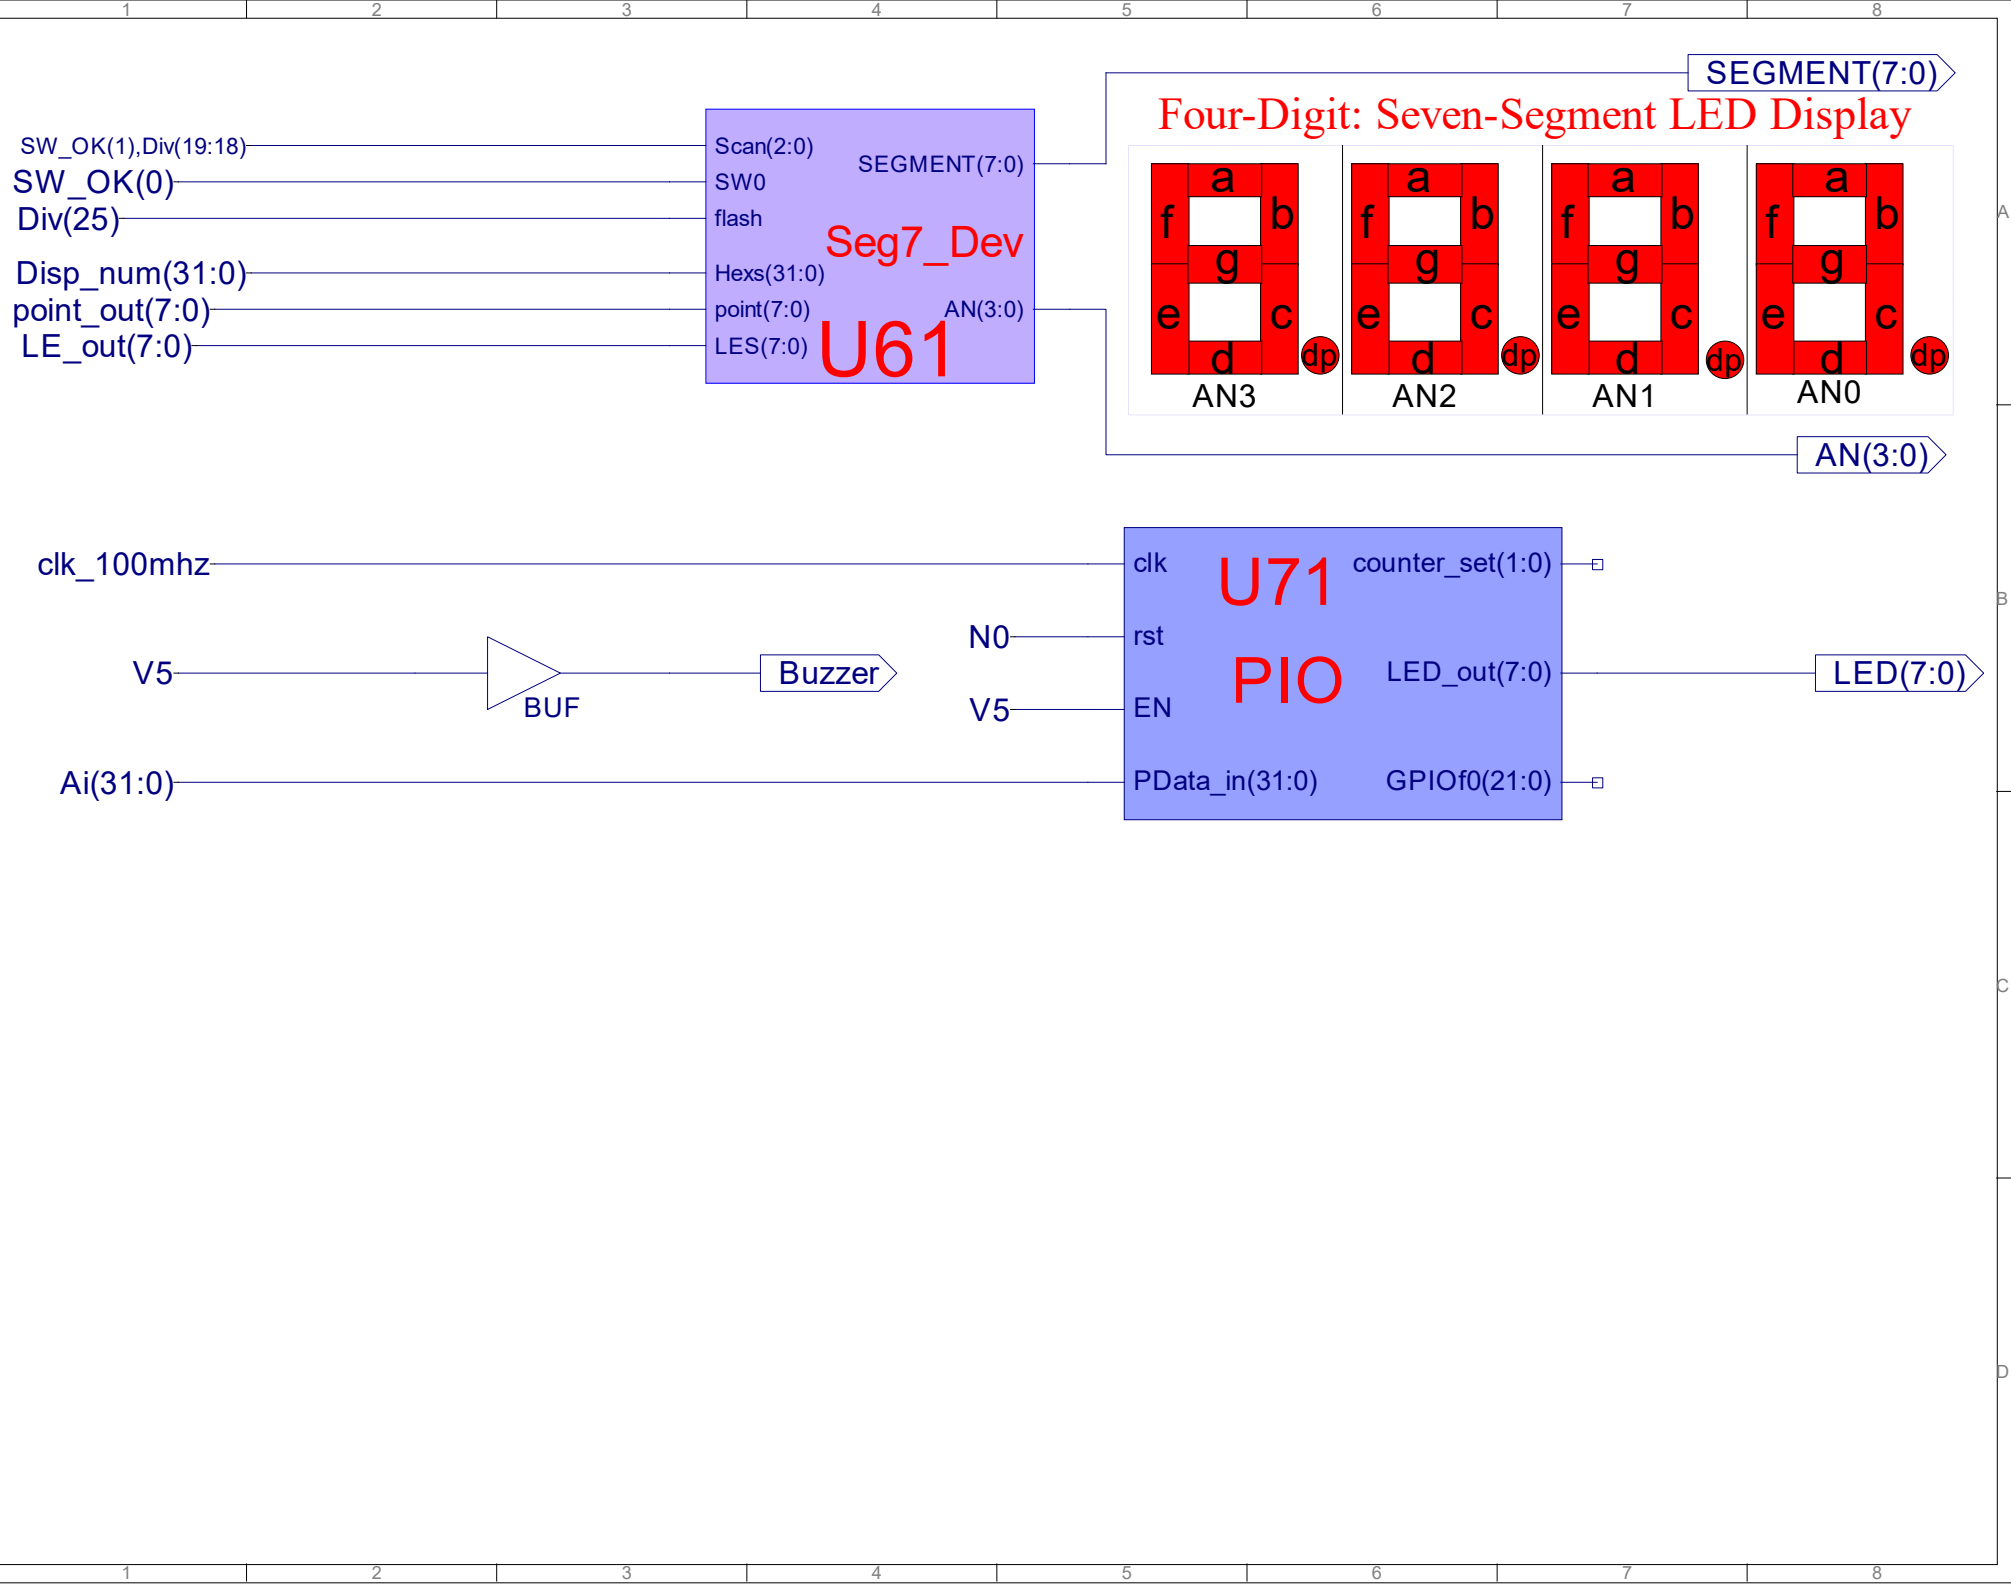 1 2 3 4 5 6 7 8
SEGMENT(7:0)
Four-Digit: Seven-Segment LED Display
SW_OK(1),Div(19:18)
SW_OK(0)
Div(25)
Disp_num(31:0)
point_out(7:0)
LE_out(7:0)
Scan(2:0)
SW0
flash
Hexs(31:0)
point(7:0)
LES(7:0)
SEGMENT(7:0)
Seg7_Dev
AN(3:0)
U61
a b c d e f g dp
AN3
a b c d e f g dp
AN2
a b c d e f g dp
AN1
a b c d e f g dp
AN0
A
AN(3:0)
clk_100mhz
V5
BUF
Buzzer
Ai(31:0)
N0
V5
clk
rst
EN
PData_in(31:0)
U71
PIO
counter_set(1:0)
LED_out(7:0)
GPIOf0(21:0)
LED(7:0)
B
C
D
1 2 3 4 5 6 7 8